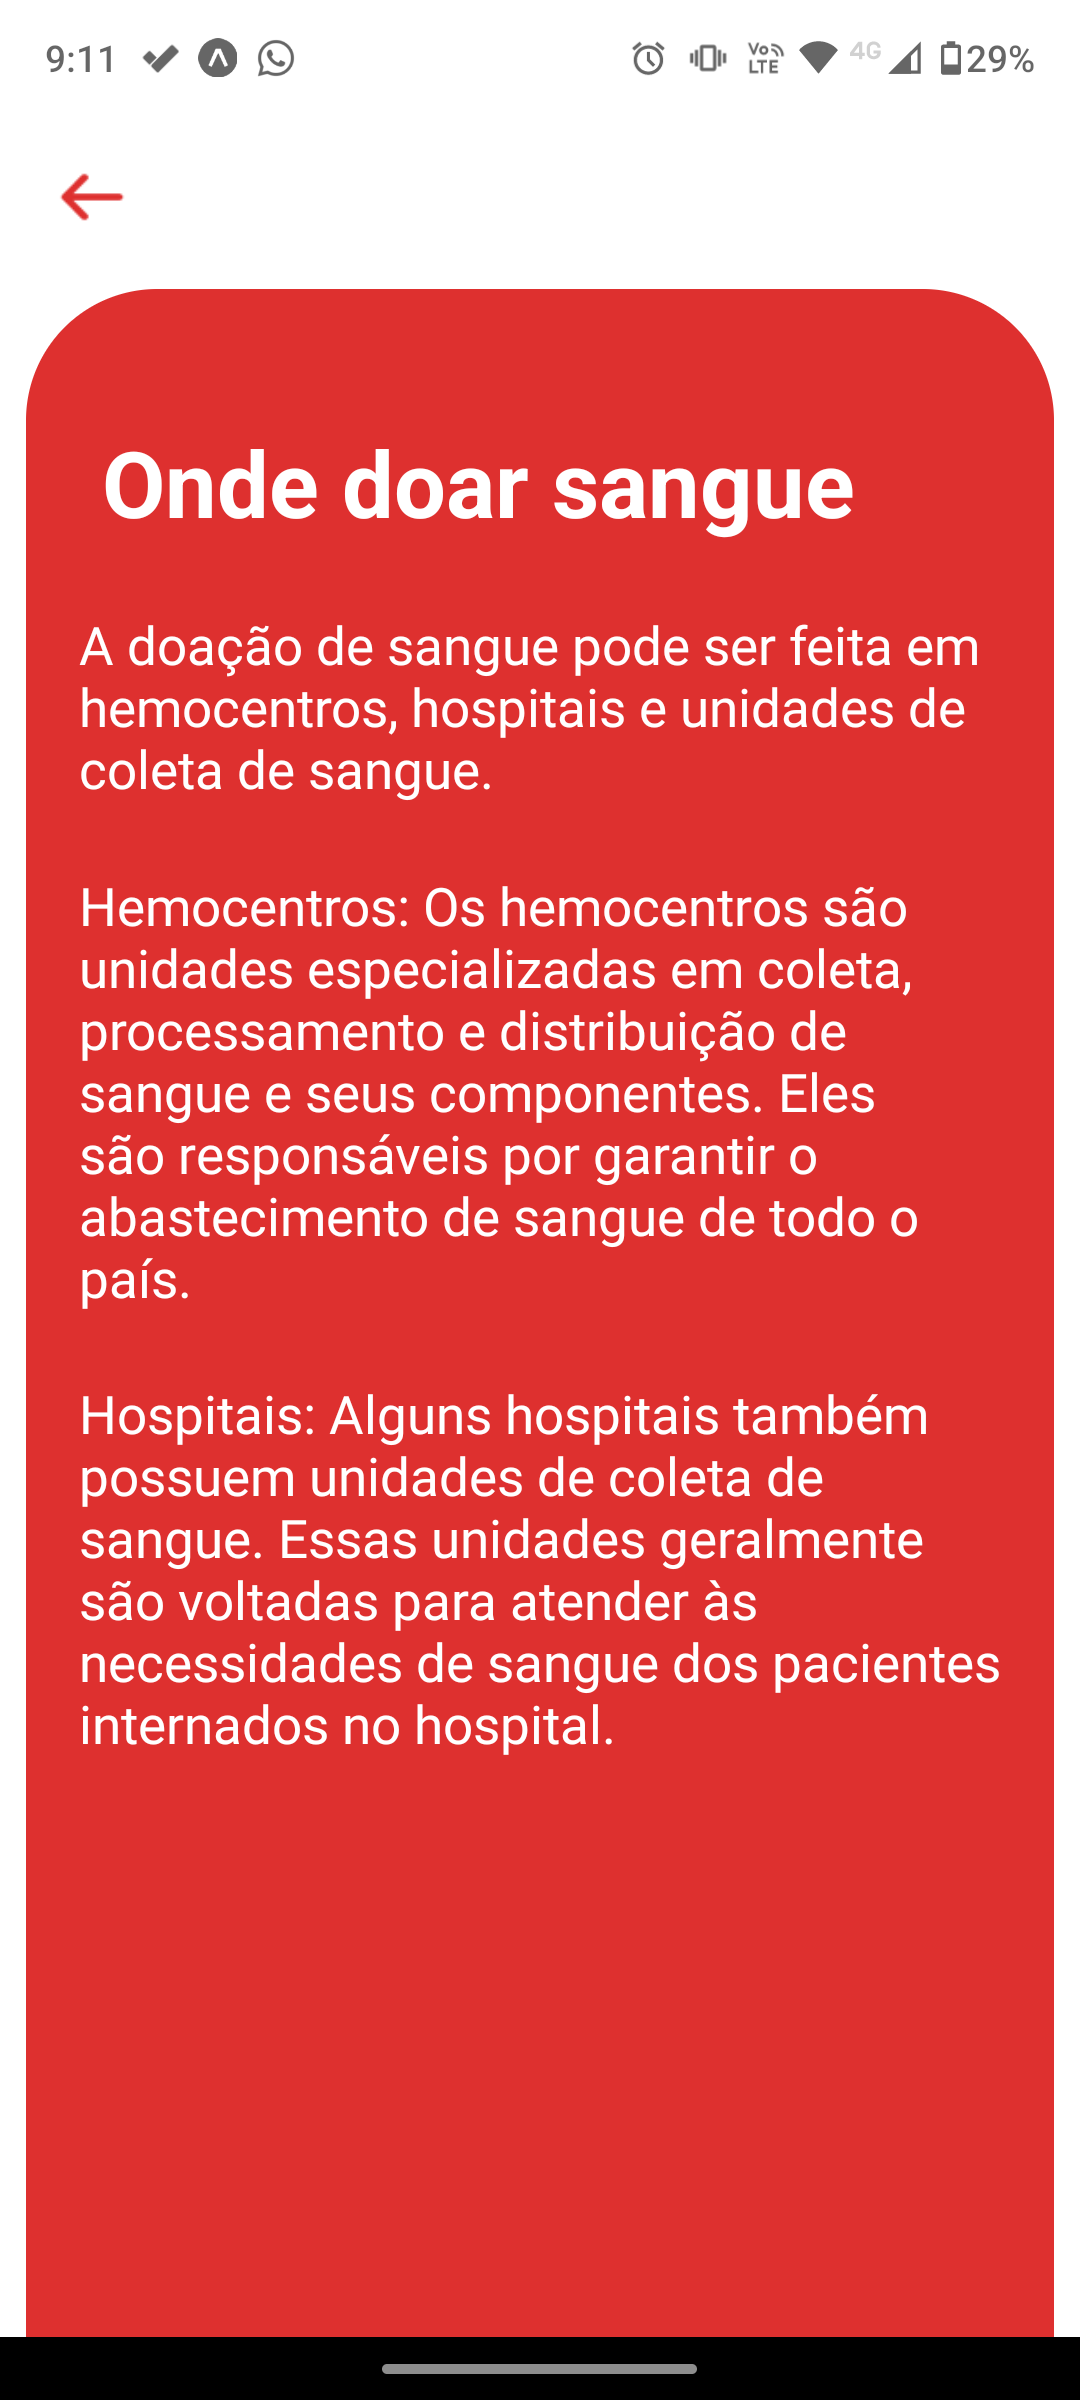 9:11
Vo LTE
4G
29%
Onde doar sangue
A doação de sangue pode ser feita em
hemocentros, hospitais e unidades de
coleta de sangue.
Hemocentros: Os hemocentros são
unidades especializadas em coleta,
processamento e distribuição de
sangue e seus componentes. Eles
são responsáveis por garantir o
abastecimento de sangue de todo o
país.
Hospitais: Alguns hospitais também
possuem unidades de coleta de
sangue. Essas unidades geralmente
são voltadas para atender às
necessidades de sangue dos pacientes
internados no hospital.